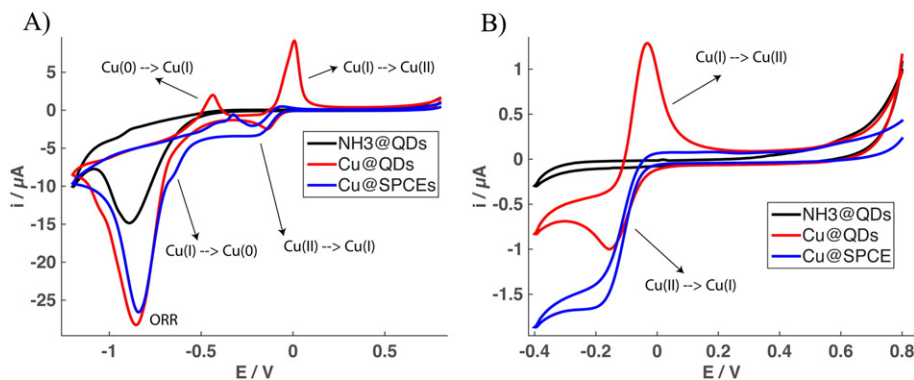 A)
Cu(0) --> Cu(I)
Cu(I) --> Cu(II)
5
0
-5
-10
-15
-20
-25
i / µA
NH3@QDs
Cu@QDs
Cu@SPCEs
Cu(I) --> Cu(0)
Cu(II) --> Cu(I)
ORR
-1
-0.5
0
0.5
E / V
B)
Cu(I) --> Cu(II)
1
0.5
0
-0.5
-1
-1.5
i / µA
NH3@QDs
Cu@QDs
Cu@SPCE
Cu(II) --> Cu(I)
-0.4
-0.2
0
0.2
0.4
0.6
0.8
E / V